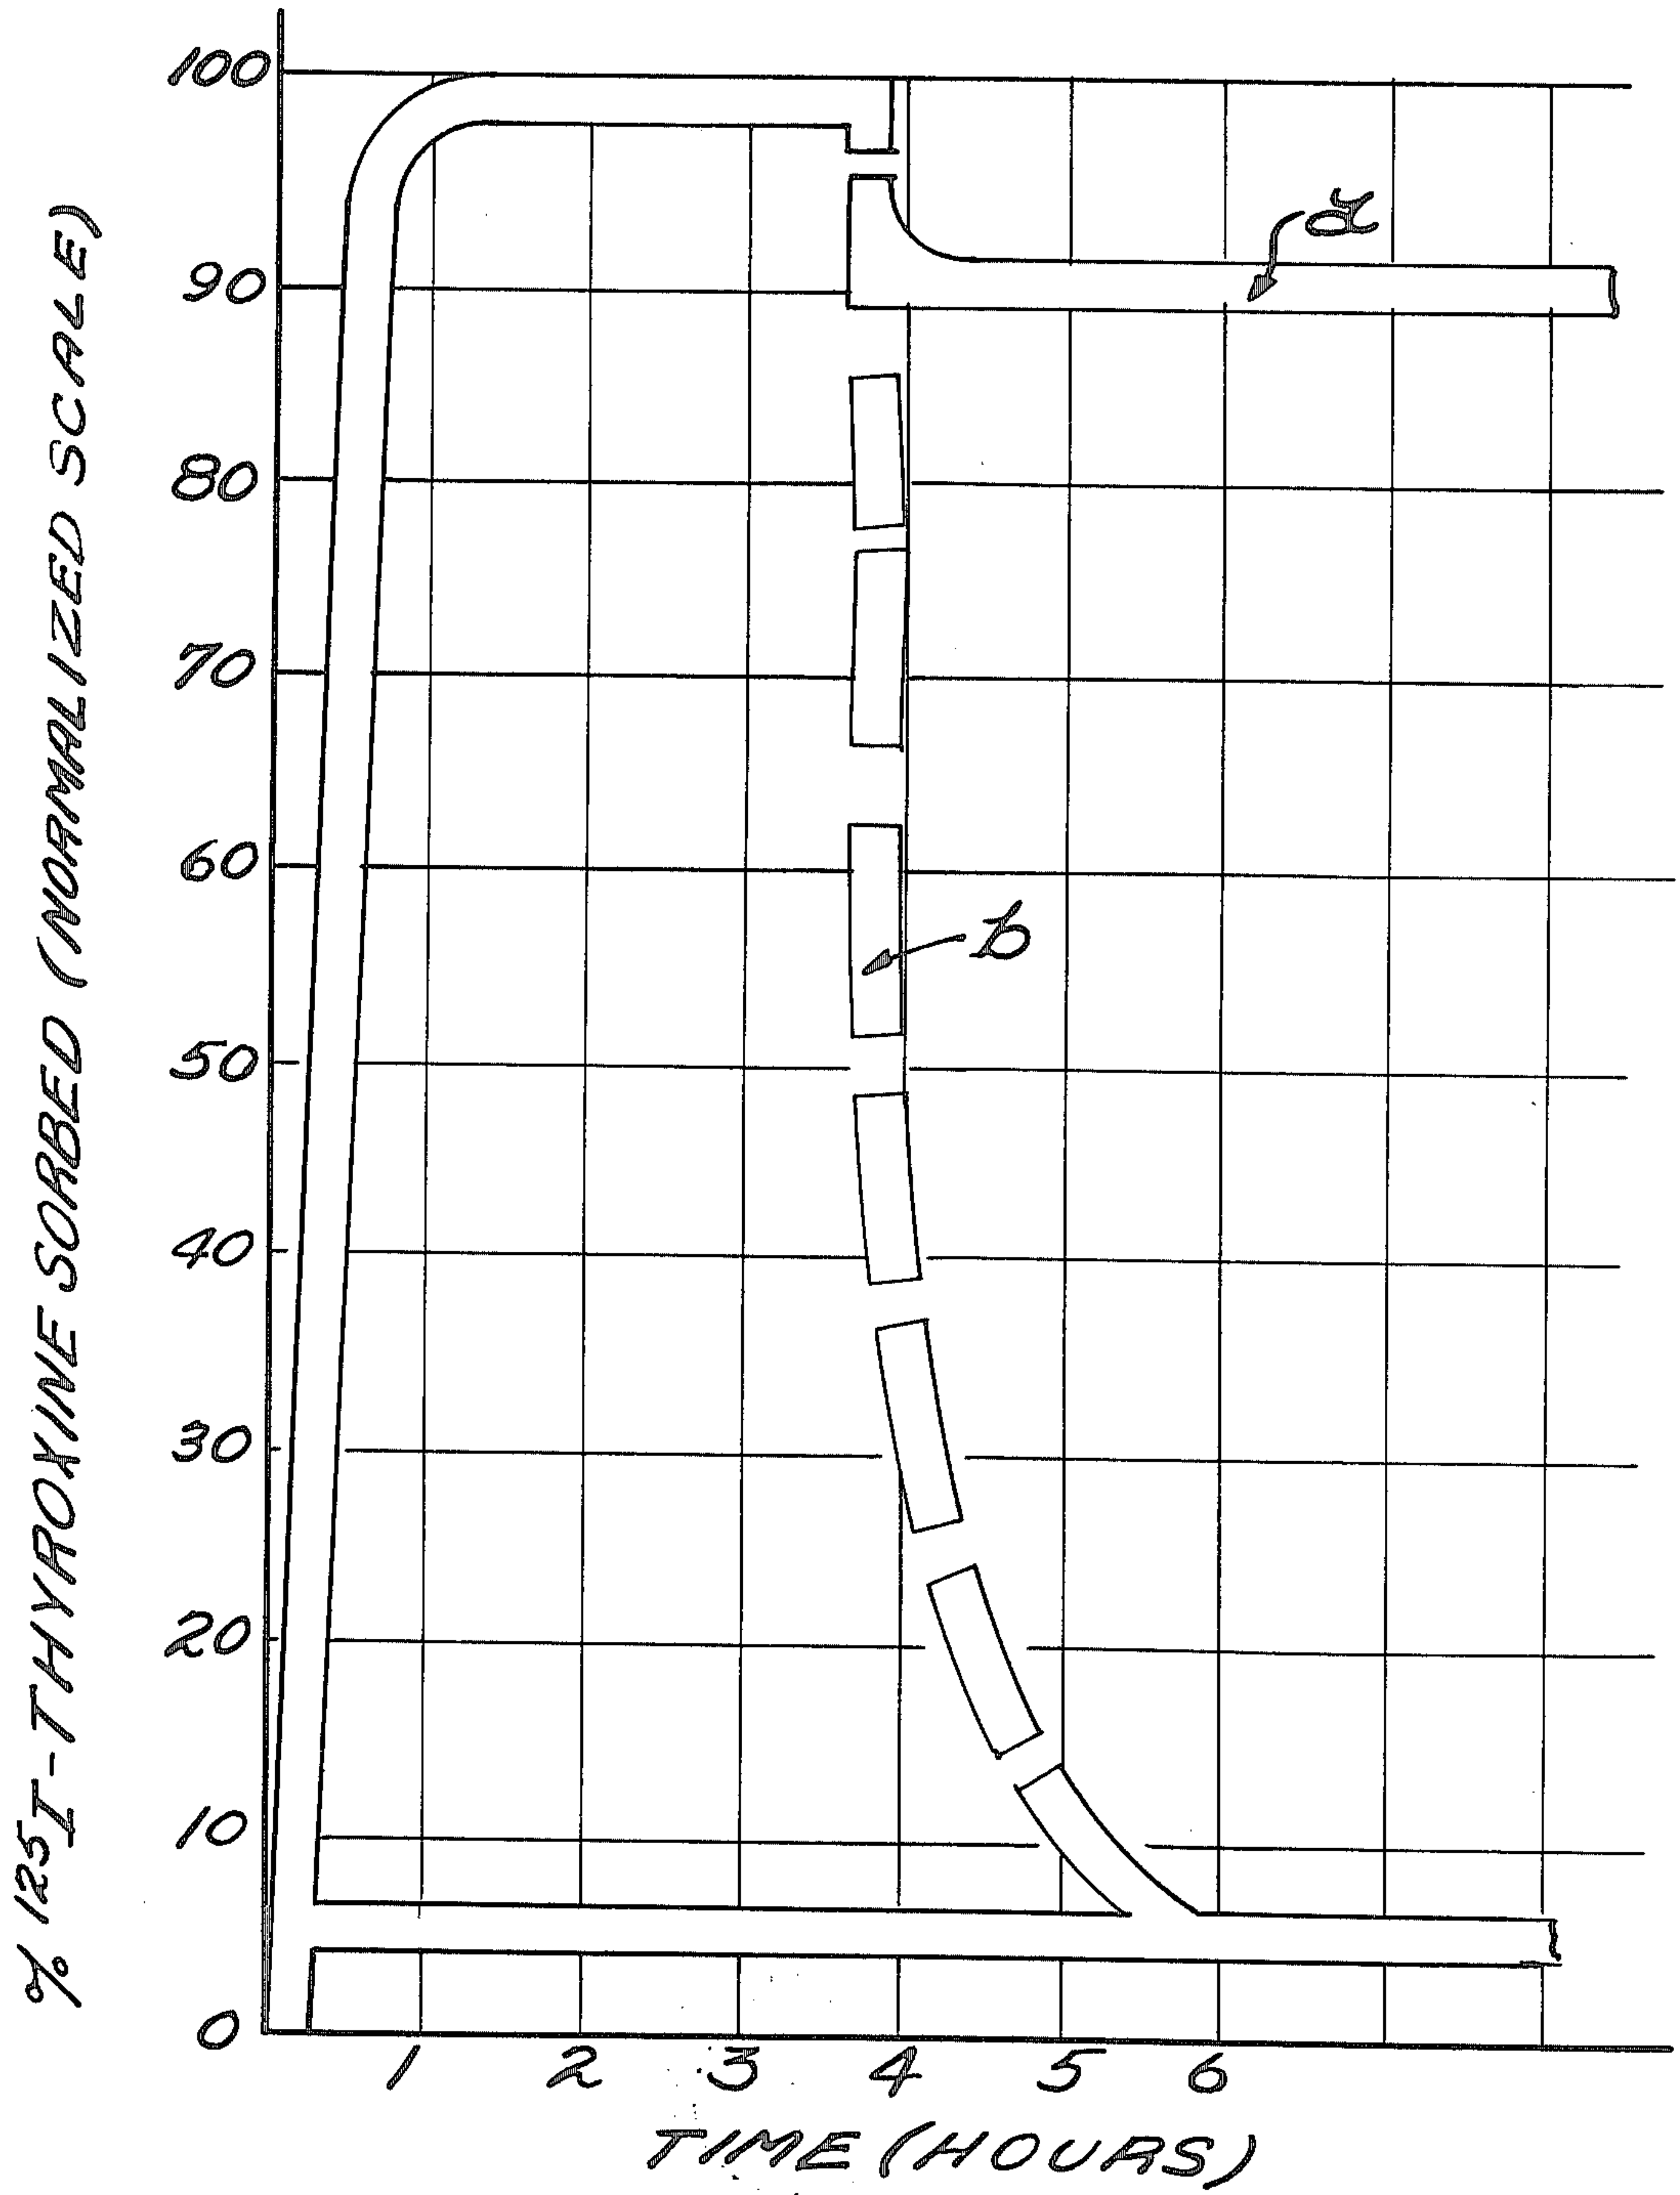 % 125I-THYROXINE SORBED (NORMALIZED SCALE)
100
90
80
70
60
50
40
30
20
10
0
a
b
1 2 3 4 5 6
TIME (HOURS)